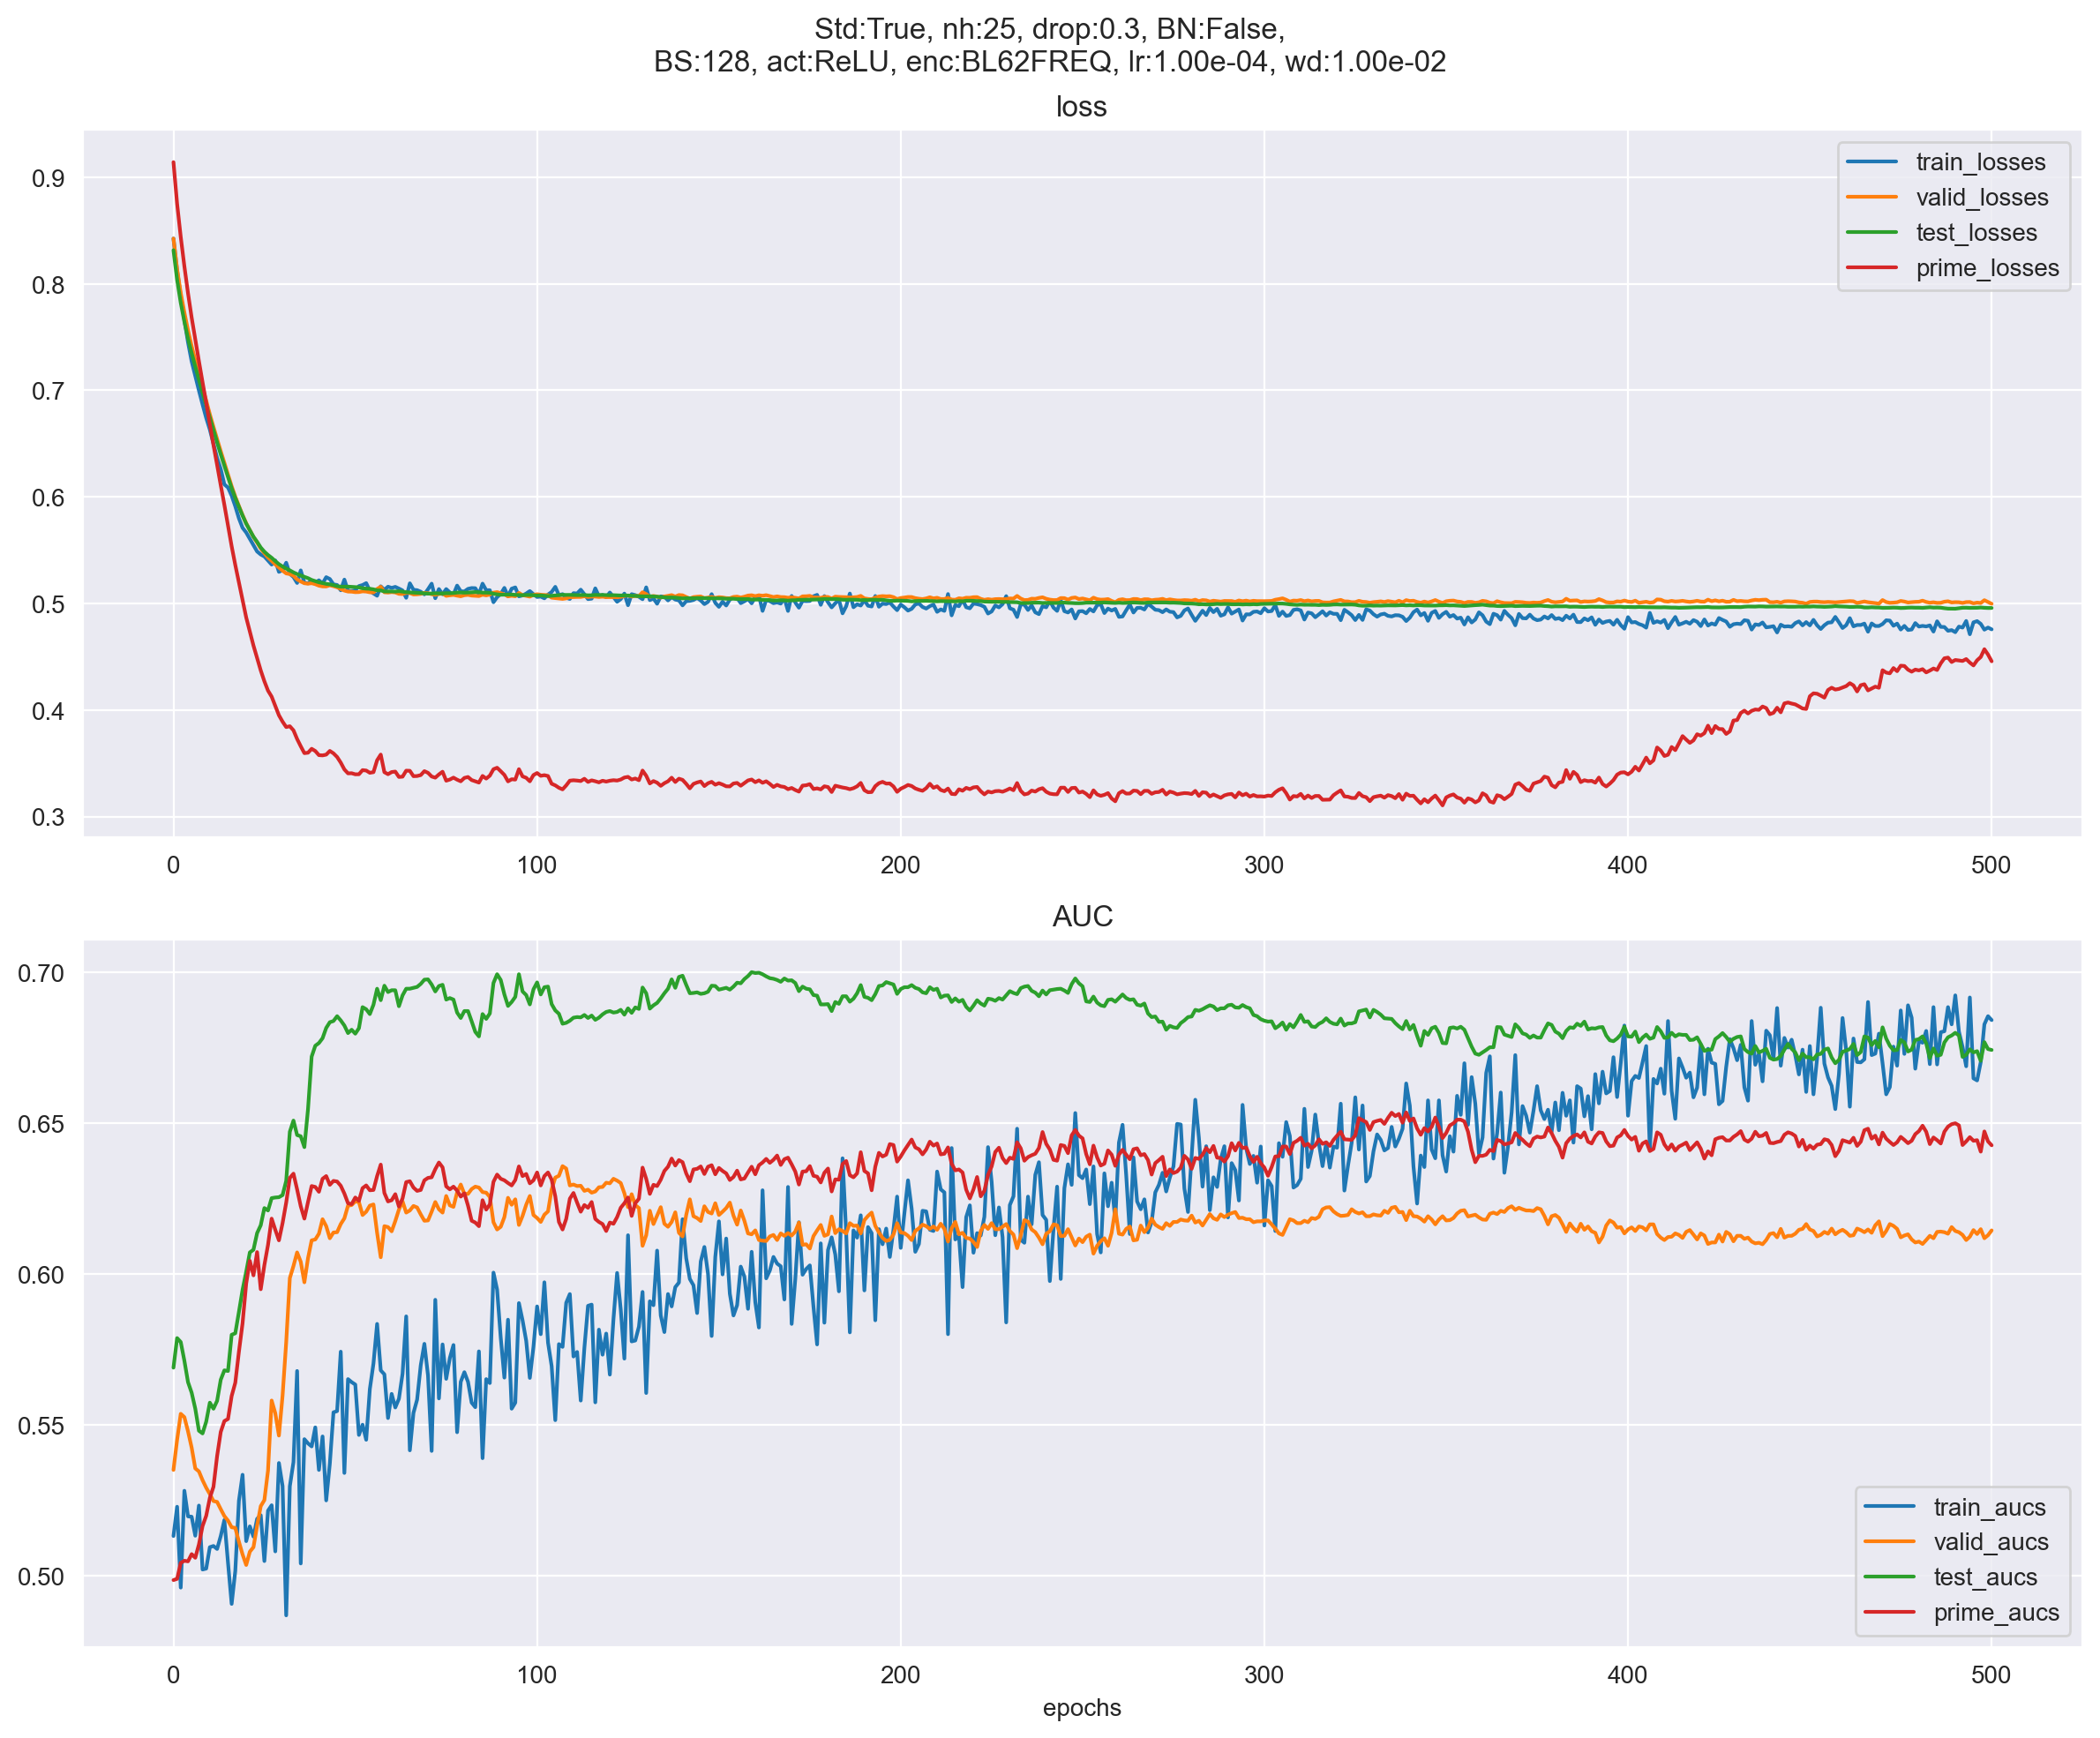 Std:True, nh:25, drop:0.3, BN:False,
BS:128, act:ReLU, enc:BL62FREQ, lr:1.00e-04, wd:1.00e-02
loss
0.9
0.8
0.7
0.6
0.5
0.4
0.3
train_losses
valid_losses
test_losses
prime_losses
0 100 200 300 400 500
AUC
0.70
0.65
0.60
0.55
0.50
train_aucs
valid_aucs
test_aucs
prime_aucs
0 100 200 300 400 500
epochs